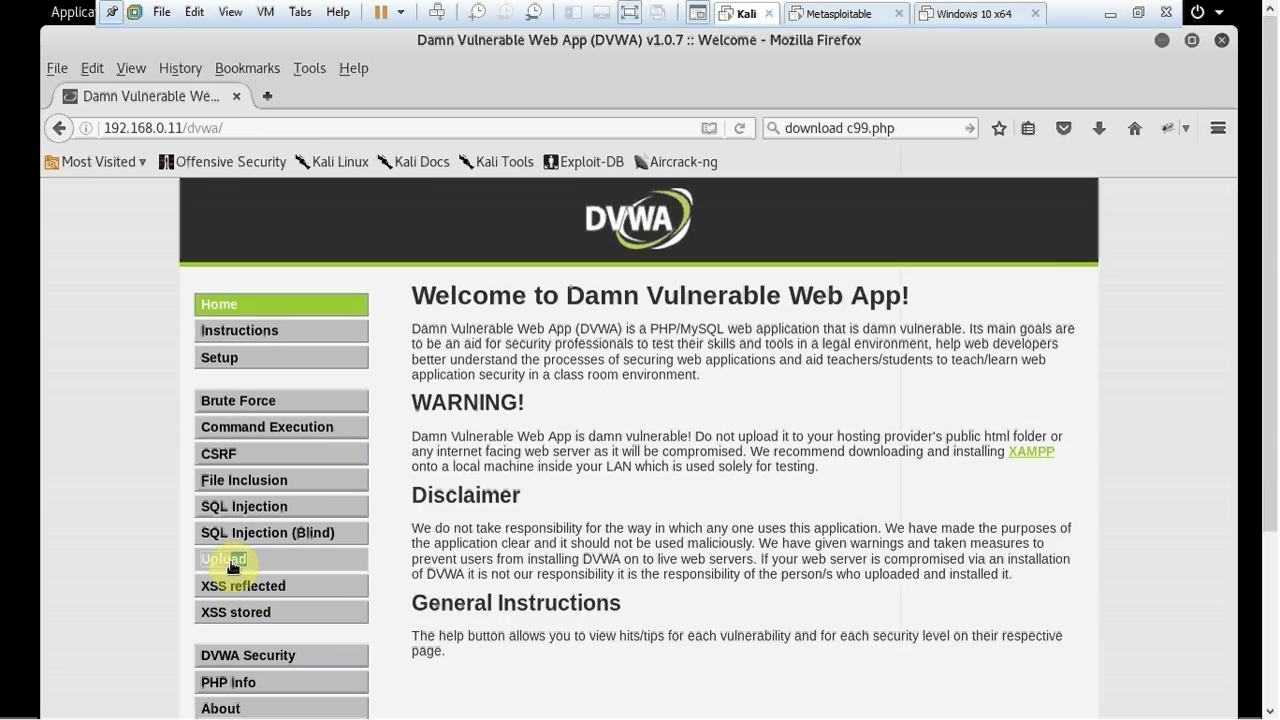 Applica File Edit View VM Tabs Help Kali Metasploitable Windows 10 x64
Damn Vulnerable Web App (DVWA) v1.0.7 :: Welcome - Mozilla Firefox
File Edit View History Bookmarks Tools Help
Damn Vulnerable We...
192.168.0.11/dvwa/ download c99.php
Most Visited Offensive Security Kali Linux Kali Docs Kali Tools Exploit-DB Aircrack-ng
DVWA
Home
Instructions
Setup
Brute Force
Command Execution
CSRF
File Inclusion
SQL Injection
SQL Injection (Blind)
Upload
XSS reflected
XSS stored
DVWA Security
PHP Info
About
Welcome to Damn Vulnerable Web App!
Damn Vulnerable Web App (DVWA) is a PHP/MySQL web application that is damn vulnerable. Its main goals are
to be an aid for security professionals to test their skills and tools in a legal environment, help web developers
better understand the processes of securing web applications and aid teachers/students to teach/learn web
application security in a class room environment.
WARNING!
Damn Vulnerable Web App is damn vulnerable! Do not upload it to your hosting provider's public html folder or
any internet facing web server as it will be compromised. We recommend downloading and installing XAMPP
onto a local machine inside your LAN which is used solely for testing.
Disclaimer
We do not take responsibility for the way in which any one uses this application. We have made the purposes of
the application clear and it should not be used maliciously. We have given warnings and taken measures to
prevent users from installing DVWA on to live web servers. If your web server is compromised via an installation
of DVWA it is not our responsibility it is the responsibility of the person/s who uploaded and installed it.
General Instructions
The help button allows you to view hits/tips for each vulnerability and for each security level on their respective
page.